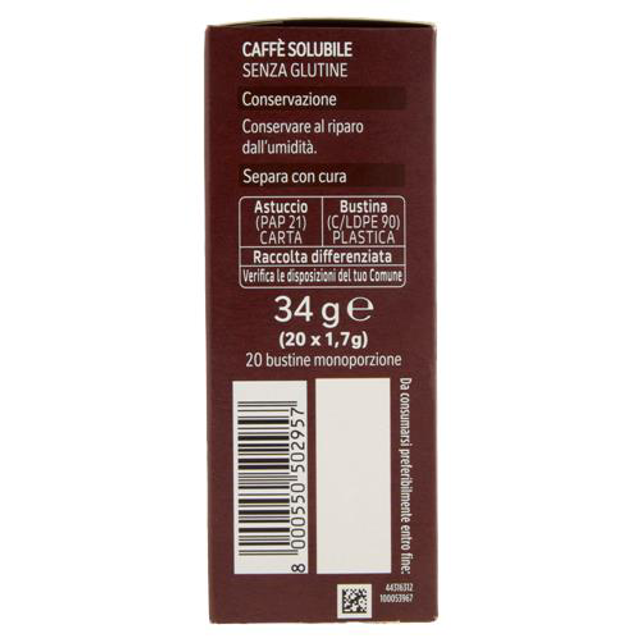 CAFFÈ SOLUBILE
SENZA GLUTINE
Conservazione
Conservare al riparo
dall'umidità.
Separa con cura
Astuccio
(PAP 21)
CARTA
Bustina
(C/LDPE 90)
PLASTICA
Raccolta differenziata
Verifica le disposizioni del tuo Comune
34 g℮
(20 x 1,7g)
20 bustine monoporzione
8 000550 502957
Da consumarsi preferibilmente entro fine:
44316312
100053967